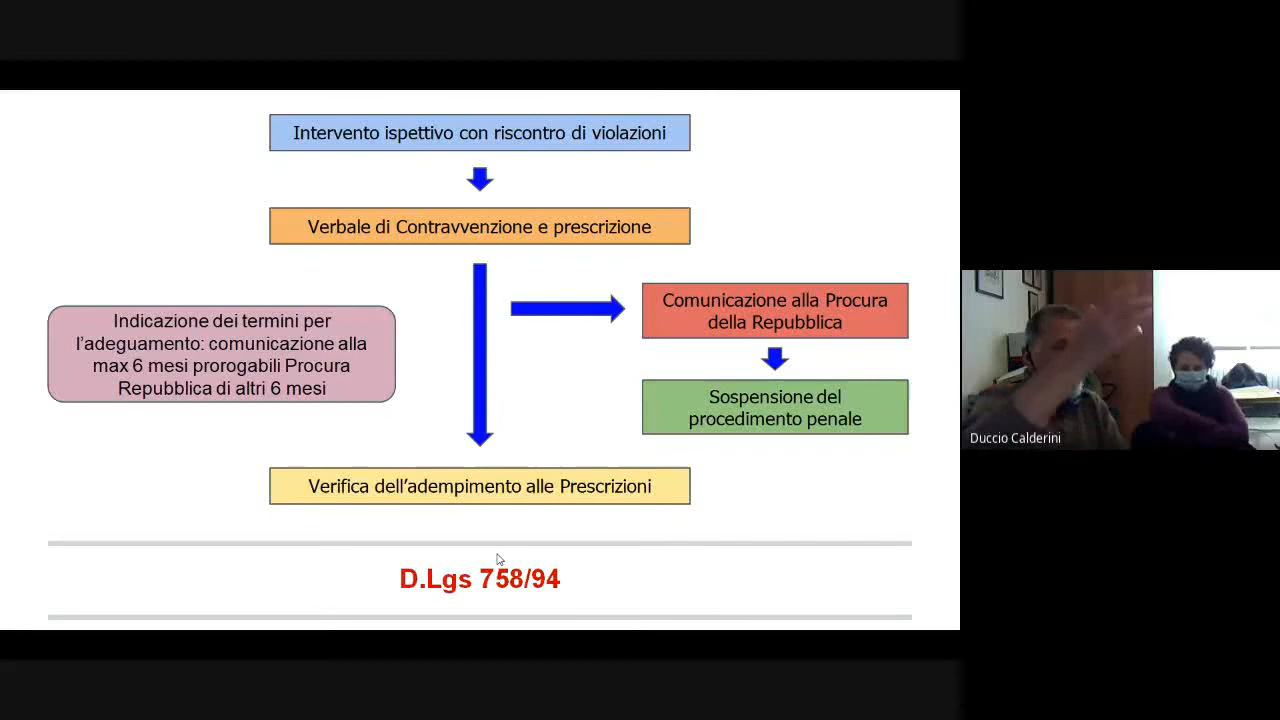 Intervento ispettivo con riscontro di violazioni
Verbale di Contravvenzione e prescrizione
Comunicazione alla Procura
della Repubblica
Indicazione dei termini per
l'adeguamento: comunicazione alla
max 6 mesi prorogabili Procura
Repubblica di altri 6 mesi
Sospensione del
procedimento penale
Verifica dell'adempimento alle Prescrizioni
D.Lgs 758/94
Duccio Calderini